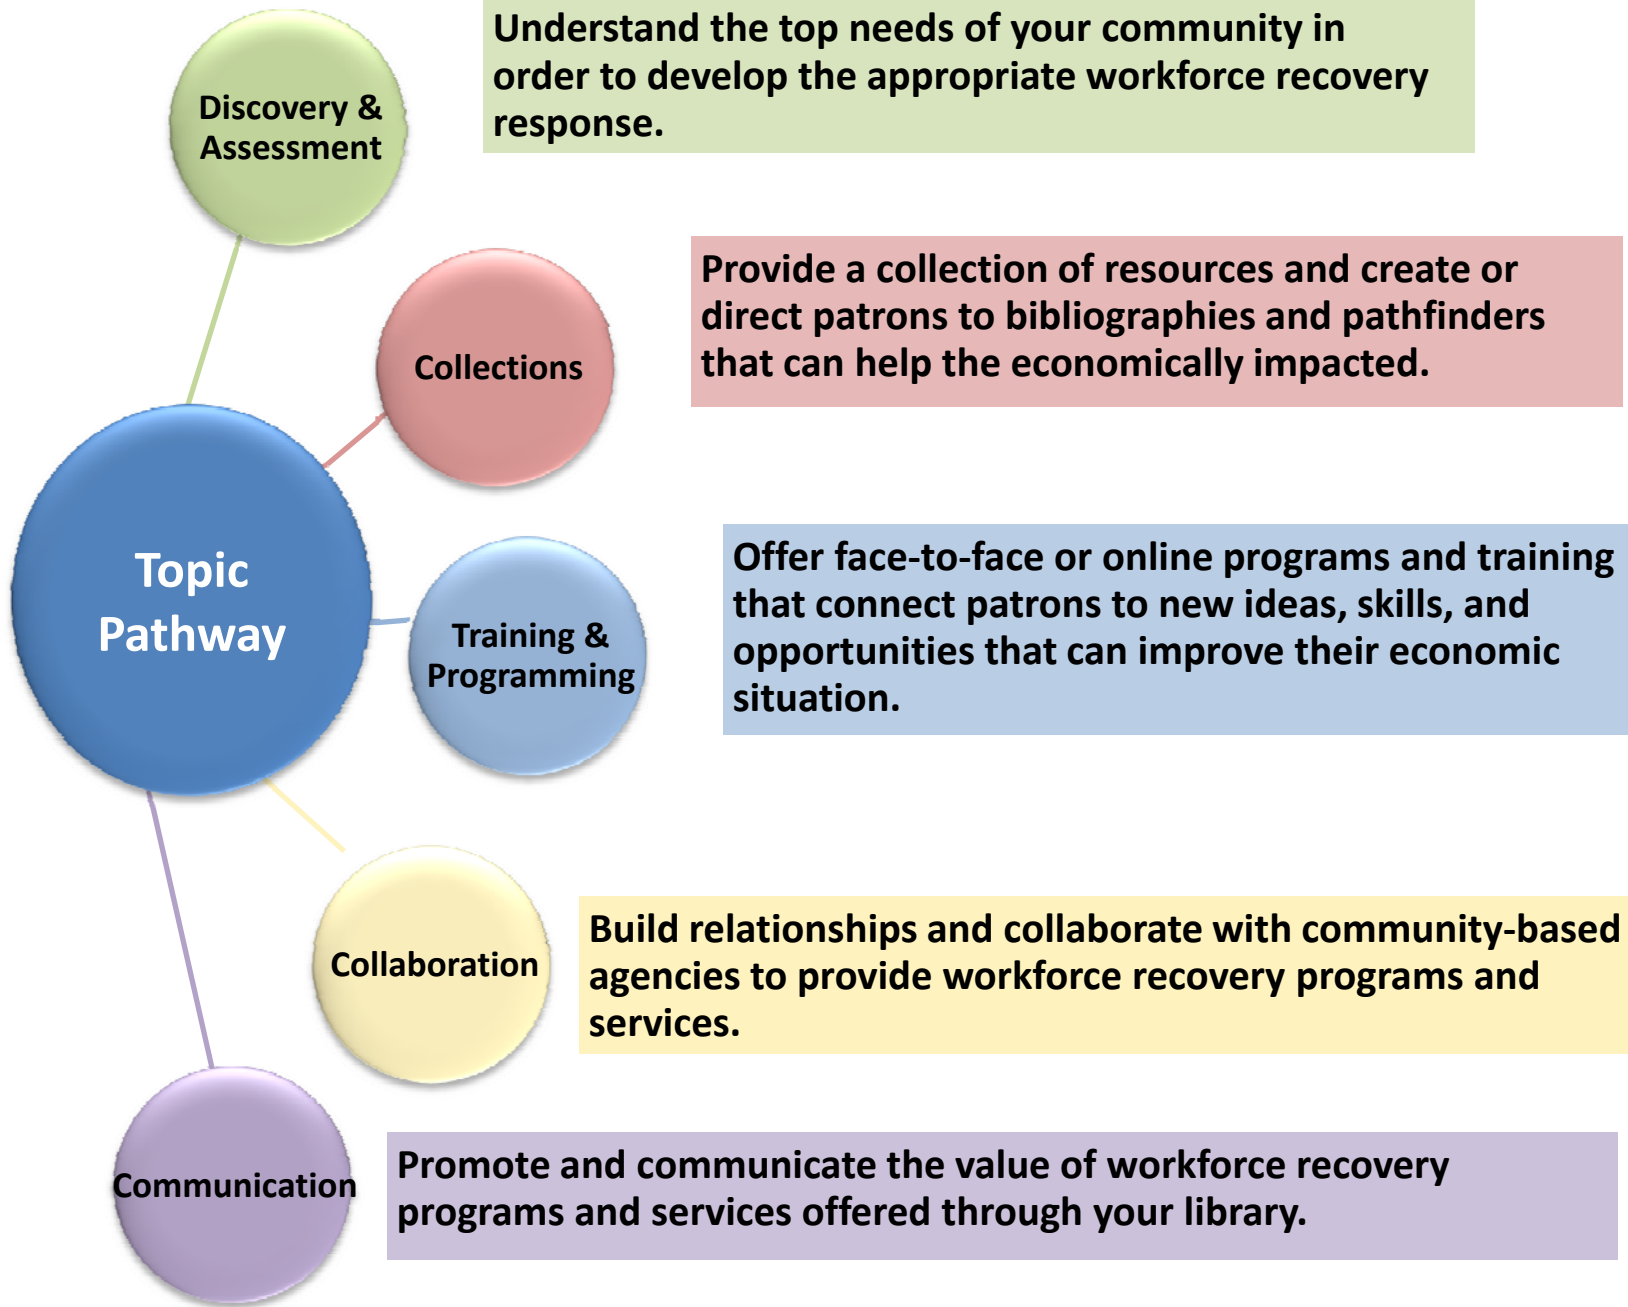 Discovery &
Assessment
Understand the top needs of your community in
order to develop the appropriate workforce recovery
response.
Collections
Provide a collection of resources and create or
direct patrons to bibliographies and pathfinders
that can help the economically impacted.
Topic
Pathway
Training &
Programming
Offer face-to-face or online programs and training
that connect patrons to new ideas, skills, and
opportunities that can improve their economic
situation.
Collaboration
Build relationships and collaborate with community-based
agencies to provide workforce recovery programs and
services.
Communication
Promote and communicate the value of workforce recovery
programs and services offered through your library.